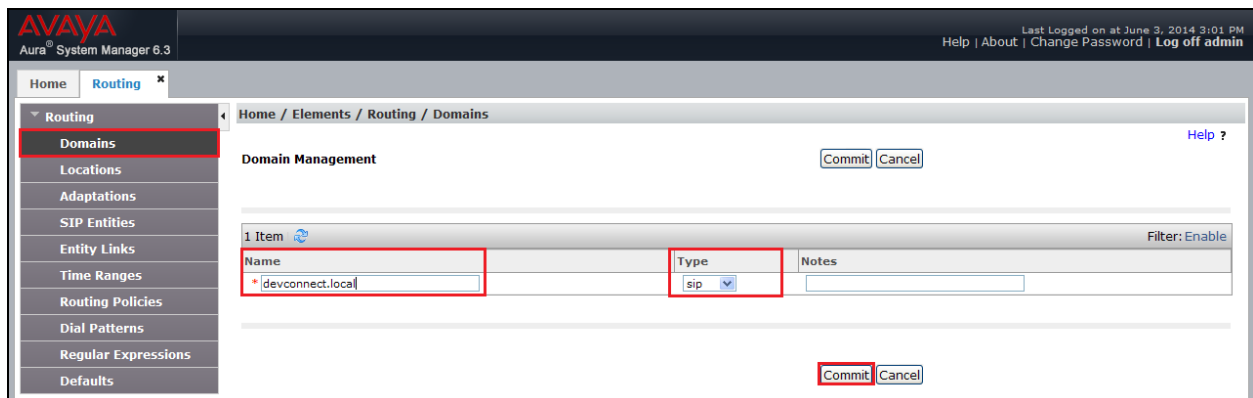 AVAYA
Aura® System Manager 6.3
Last Logged on at June 3, 2014 3:01 PM
Help | About | Change Password | Log off admin
Home Routing ×
Routing
Domains
Locations
Adaptations
SIP Entities
Entity Links
Time Ranges
Routing Policies
Dial Patterns
Regular Expressions
Defaults
Home / Elements / Routing / Domains
Help ?
Domain Management Commit Cancel
1 Item Filter: Enable
Name Type Notes
* devconnect.local sip
Commit Cancel